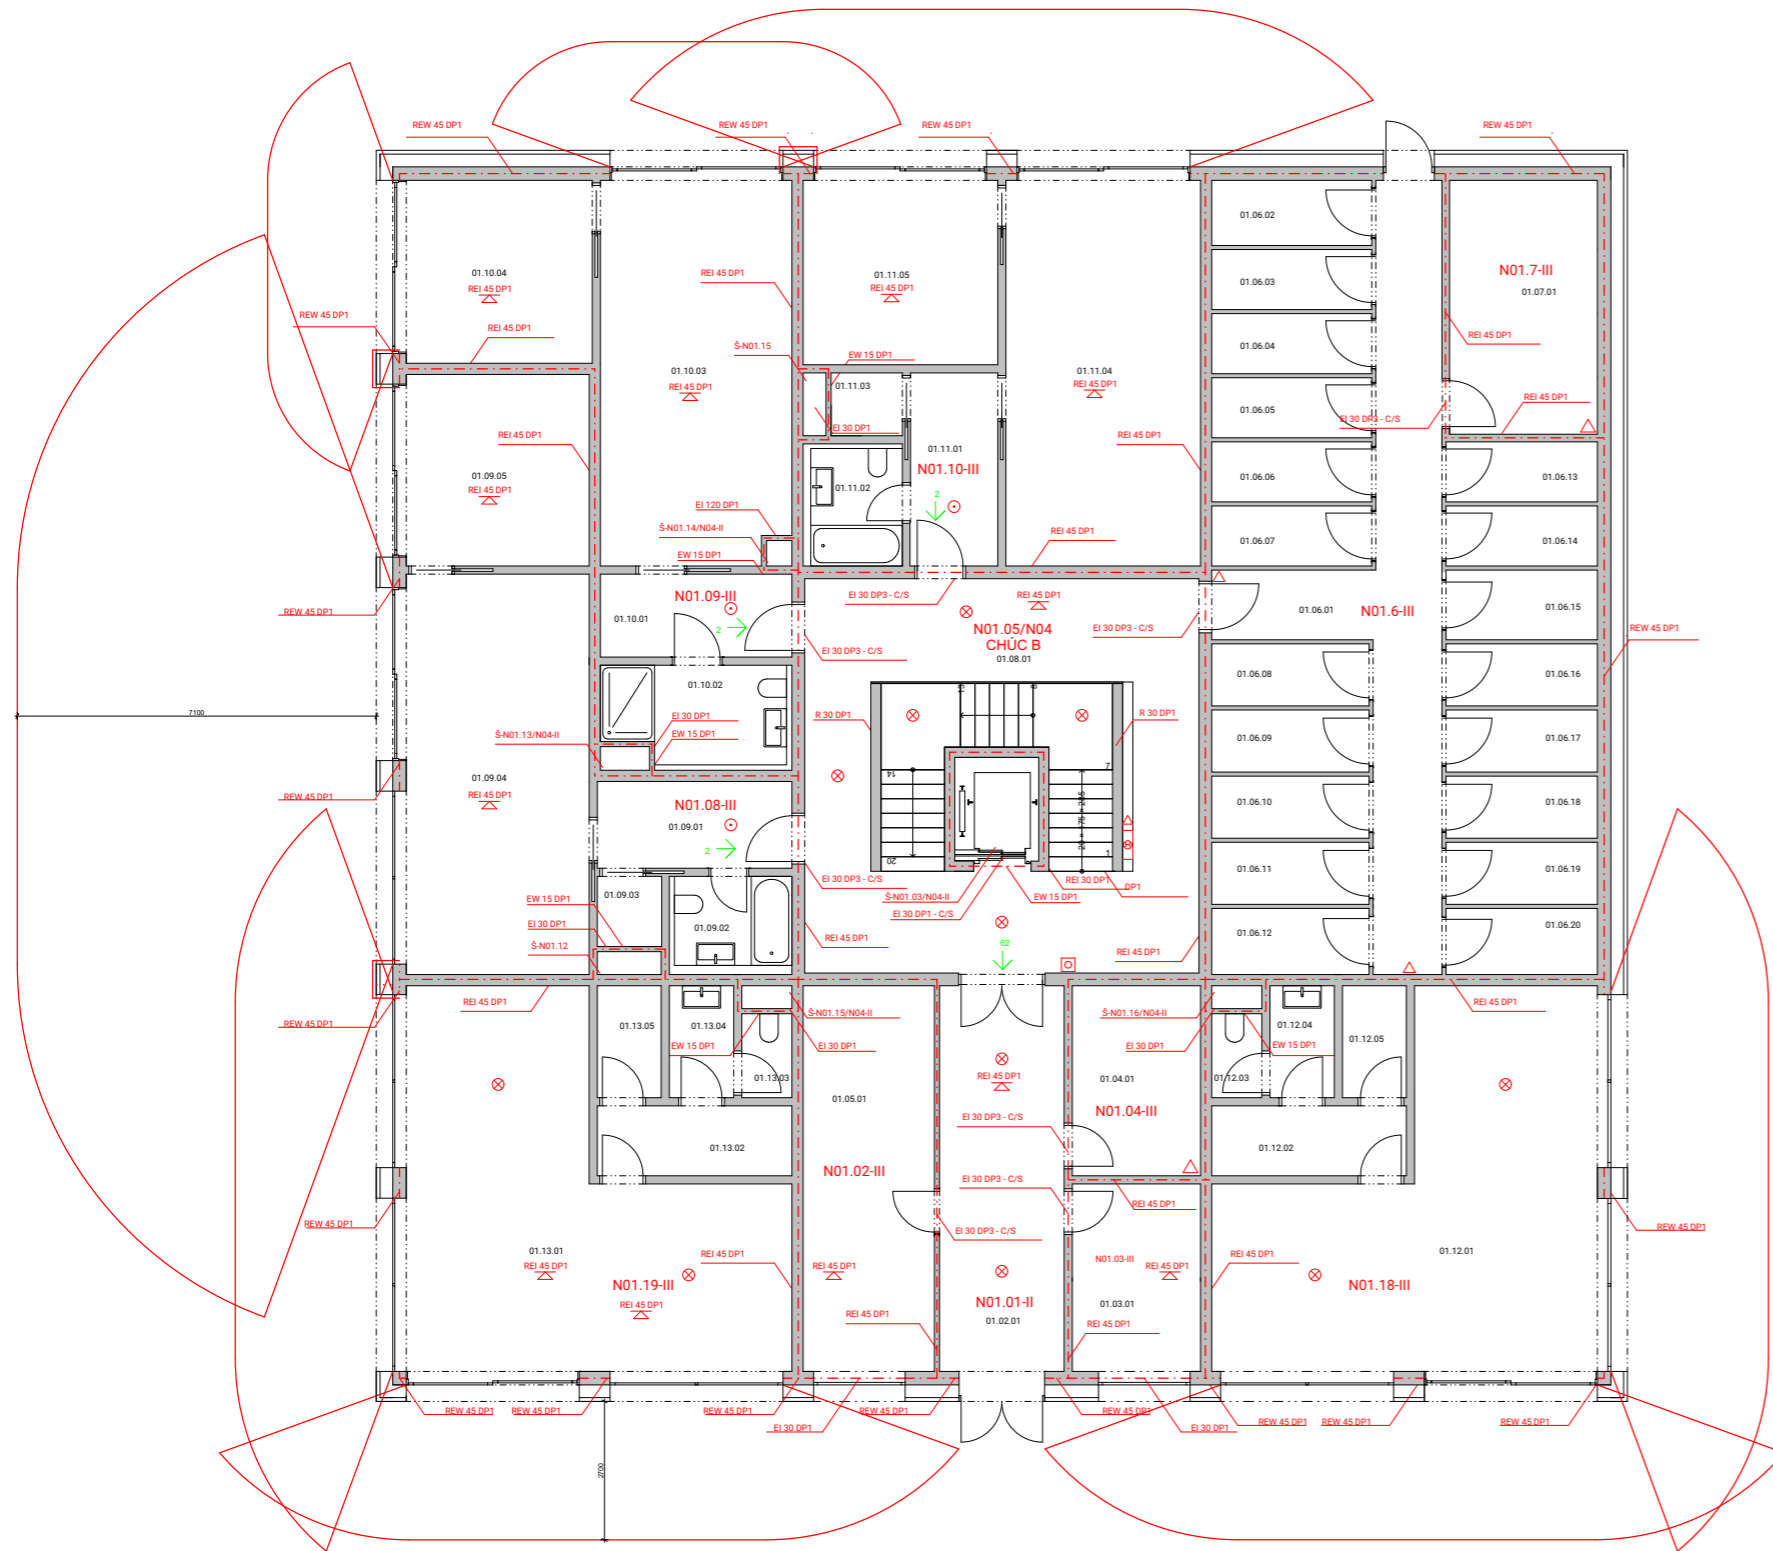 REW 45 DP1
REW 45 DP1
REW 45 DP1
REW 45 DP1
01.06.02
01.10.04
REI 45 DP1
REI 45 DP1
01.11.05
REI 45 DP1
01.06.03
N01.7-III
01.07.01
REW 45 DP1
REI 45 DP1
Š-N01.15
EW 15 DP1
01.06.04
REI 45 DP1
01.10.03
REI 45 DP1
01.11.03
01.11.04
REI 45 DP1
01.06.05
REI 45 DP1
EI 30 DP3 - C/S
REI 45 DP1
EI 30 DP1
REI 45 DP1
01.11.01
N01.10-III
01.09.05
REI 45 DP1
01.11.02
2
01.06.06
01.06.13
EI 120 DP1
Š-N01.14/N04-II
EW 15 DP1
REI 45 DP1
01.06.07
01.06.14
N01.09-III
EI 30 DP3 - C/S
REI 45 DP1
REW 45 DP1
01.10.01
2
N01.05/N04
CHÚC B
01.08.01
EI 30 DP3 - C/S
01.06.01
N01.6-III
01.06.15
REW 45 DP1
EI 30 DP3 - C/S
01.10.02
01.06.08
01.06.16
7100
EI 30 DP1
R 30 DP1
13
8
R 30 DP1
Š-N01.13/N04-II
EW 15 DP1
01.06.09
01.06.17
01.09.04
REI 45 DP1
REW 45 DP1
14
7
20 x 175 x 265
N01.08-III
01.09.01
2
01.06.10
01.06.18
20
1
EI 30 DP3 - C/S
01.06.11
01.06.19
REI 30 DP1
DP1
01.09.03
EW 15 DP1
EI 30 DP1
Š-N01.12
01.09.02
Š-N01.03/N04-II
EI 30 DP1 - C/S
EW 15 DP1
01.06.12
01.06.20
REI 45 DP1
62
REI 45 DP1
REI 45 DP1
REW 45 DP1
REI 45 DP1
01.13.05
01.13.04
EW 15 DP1
Š-N01.15/N04-II
EI 30 DP1
Š-N01.16/N04-II
EI 30 DP1
01.12.04
EW 15 DP1
01.12.05
01.13.03
01.05.01
REI 45 DP1
01.04.01
N01.04-III
01.12.03
EI 30 DP3 - C/S
01.13.02
01.12.02
N01.02-III
EI 30 DP3 - C/S
REI 45 DP1
REW 45 DP1
EI 30 DP3 - C/S
REW 45 DP1
01.13.01
REI 45 DP1
REI 45 DP1
REI 45 DP1
N01.03-III
REI 45 DP1
REI 45 DP1
01.12.01
N01.19-III
REI 45 DP1
N01.18-III
N01.01-II
01.02.01
01.03.01
REI 45 DP1
REI 45 DP1
REW 45 DP1
REW 45 DP1
REW 45 DP1
REW 45 DP1
REW 45 DP1
REW 45 DP1
REW 45 DP1
REW 45 DP1
EI 30 DP1
EI 30 DP1
2700